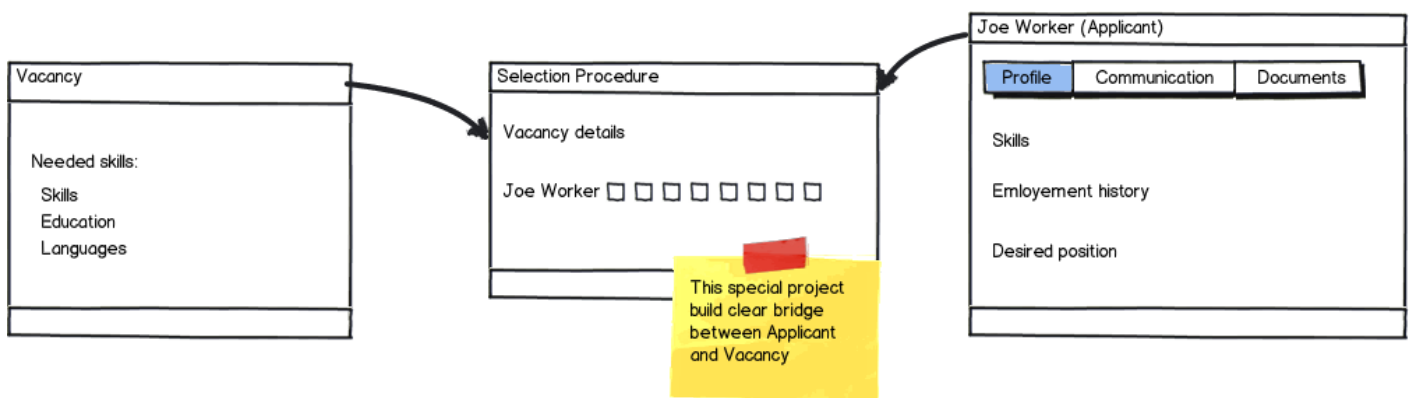 Vacancy
Needed skills:
Skills
Education
Languages
Selection Procedure
Vacancy details
Joe Worker
This special project
build clear bridge
between Applicant
and Vacancy
Joe Worker (Applicant)
Profile Communication Documents
Skills
Emloyement history
Desired position